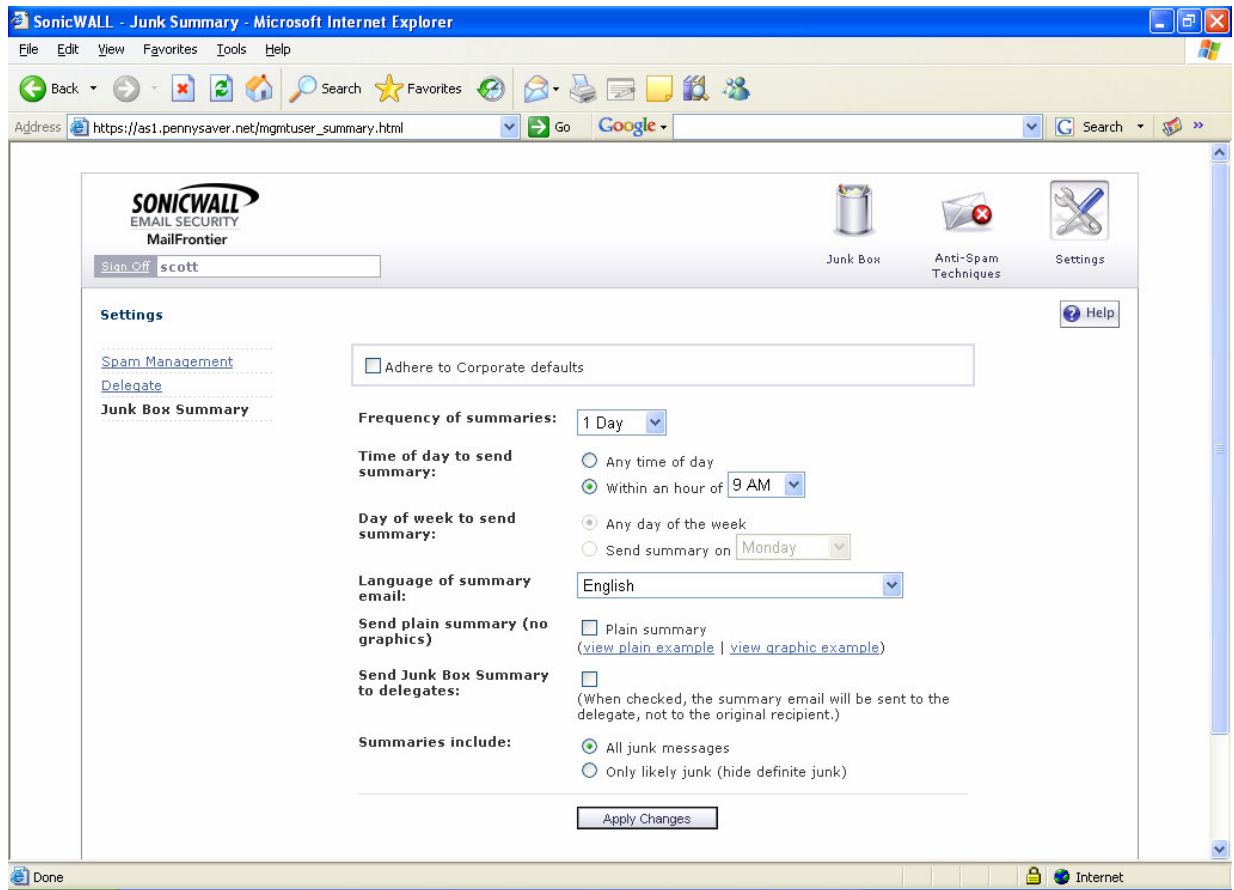 SonicWALL - Junk Summary - Microsoft Internet Explorer
File Edit View Favorites Tools Help
Back Search Favorites
Address https://as1.pennysaver.net/mgmtuser_summary.html Go Google Search »
SONICWALL
EMAIL SECURITY
MailFrontier
Sign Off scott
Junk Box
Anti-Spam
Techniques
Settings
Settings
Help
Spam Management
Delegate
Junk Box Summary
Adhere to Corporate defaults
Frequency of summaries: 1 Day
Time of day to send
summary:
Any time of day
Within an hour of 9 AM
Day of week to send
summary:
Any day of the week
Send summary on Monday
Language of summary
email:
English
Send plain summary (no
graphics)
Plain summary
(view plain example | view graphic example)
Send Junk Box Summary
to delegates:
(When checked, the summary email will be sent to the
delegate, not to the original recipient.)
Summaries include:
All junk messages
Only likely junk (hide definite junk)
Apply Changes
Done
Internet